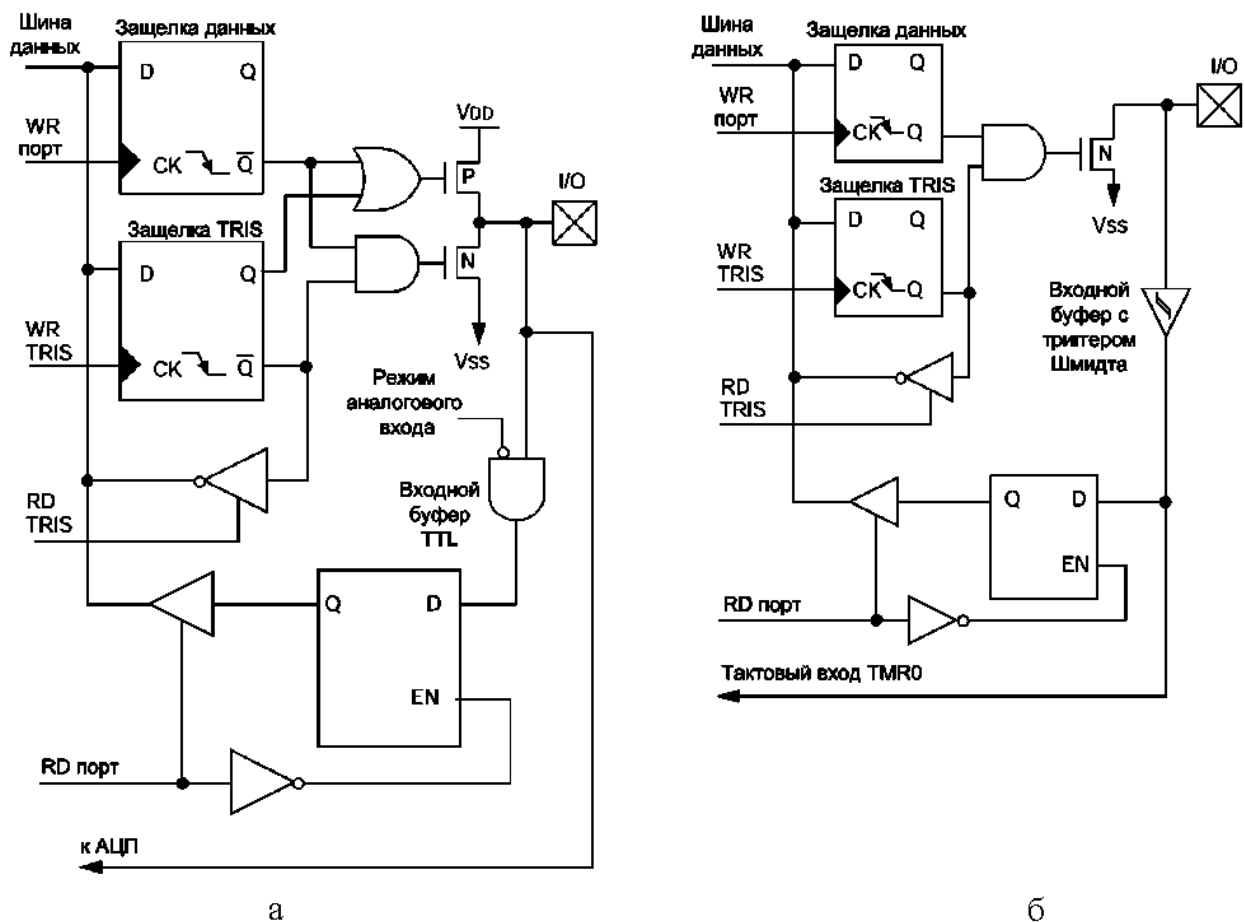 Шина
данных
Защелка данных
D
Q
WR
порт
CK
Q̅
VDD
P
I/O
Защелка TRIS
D
Q
N
WR
TRIS
CK
Q̅
Vss
Режим
аналогового
входа
RD
TRIS
Входной
буфер
TTL
Q
D
EN
RD порт
к АЦП
а
Шина
данных
Защелка данных
D
Q
I/O
WR
порт
CK
Q
N
Защелка TRIS
Vss
D
Q
WR
TRIS
CK
Q
Входной
буфер с
триггером
Шмидта
RD
TRIS
Q
D
EN
RD порт
Тактовый вход TMR0
б